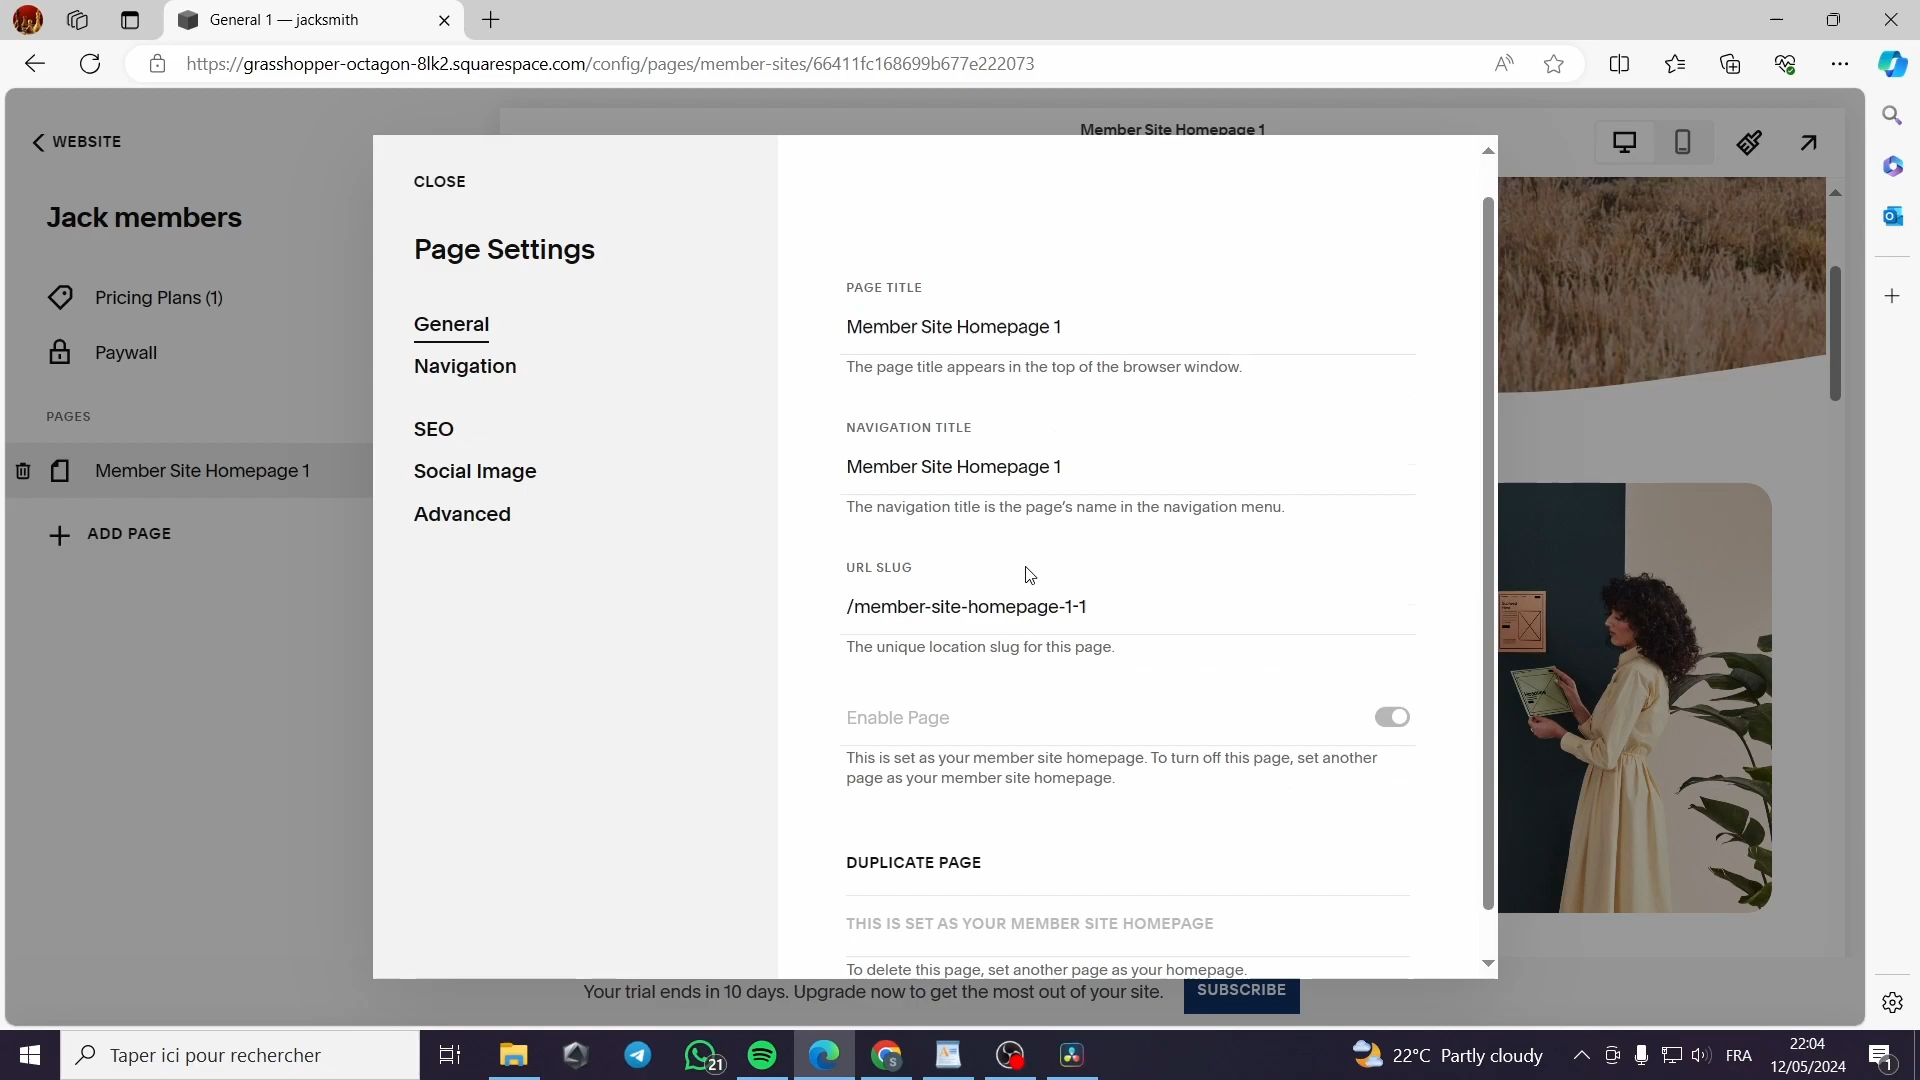 General 1 — jacksmith
https://grasshopper-octagon-8lk2.squarespace.com/config/pages/member-sites/66411fc168699b677e222073
WEBSITE
Jack members
Pricing Plans (1)
Paywall
PAGES
Member Site Homepage 1
ADD PAGE
Member Site Homepage 1
CLOSE
Page Settings
General
Navigation
SEO
Social Image
Advanced
PAGE TITLE
Member Site Homepage 1
The page title appears in the top of the browser window.
NAVIGATION TITLE
Member Site Homepage 1
The navigation title is the page's name in the navigation menu.
URL SLUG
/member-site-homepage-1-1
The unique location slug for this page.
Enable Page
This is set as your member site homepage. To turn off this page, set another
page as your member site homepage.
DUPLICATE PAGE
THIS IS SET AS YOUR MEMBER SITE HOMEPAGE
To delete this page, set another page as your homepage.
Your trial ends in 10 days. Upgrade now to get the most out of your site.
SUBSCRIBE
Taper ici pour rechercher
21
22°C Partly cloudy
FRA
22:04
12/05/2024
1